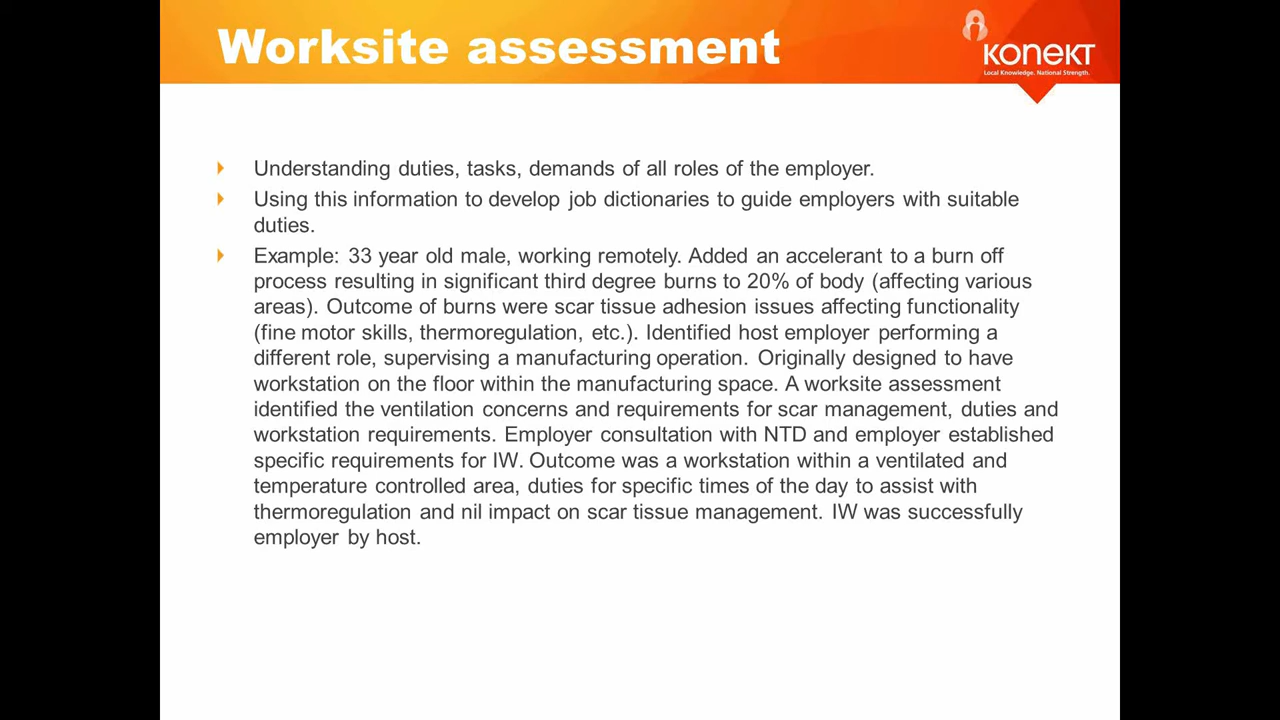 Worksite assessment
KONEKT
Local Knowledge. National Strength.
Understanding duties, tasks, demands of all roles of the employer.
Using this information to develop job dictionaries to guide employers with suitable
duties.
Example: 33 year old male, working remotely. Added an accelerant to a burn off
process resulting in significant third degree burns to 20% of body (affecting various
areas). Outcome of burns were scar tissue adhesion issues affecting functionality
(fine motor skills, thermoregulation, etc.). Identified host employer performing a
different role, supervising a manufacturing operation. Originally designed to have
workstation on the floor within the manufacturing space. A worksite assessment
identified the ventilation concerns and requirements for scar management, duties and
workstation requirements. Employer consultation with NTD and employer established
specific requirements for IW. Outcome was a workstation within a ventilated and
temperature controlled area, duties for specific times of the day to assist with
thermoregulation and nil impact on scar tissue management. IW was successfully
employer by host.